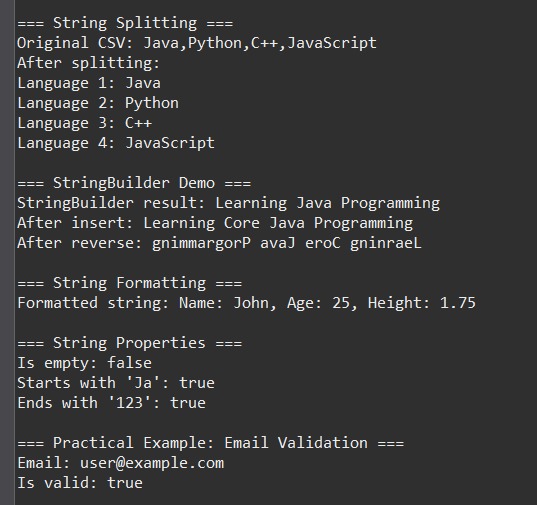 === String Splitting ===
Original CSV: Java,Python,C++,JavaScript
After splitting:
Language 1: Java
Language 2: Python
Language 3: C++
Language 4: JavaScript
=== StringBuilder Demo ===
StringBuilder result: Learning Java Programming
After insert: Learning Core Java Programming
After reverse: gnimmargorP avaJ eroC gninraeL
=== String Formatting ===
Formatted string: Name: John, Age: 25, Height: 1.75
=== String Properties ===
Is empty: false
Starts with 'Ja': true
Ends with '123': true
=== Practical Example: Email Validation ===
Email: user@example.com
Is valid: true